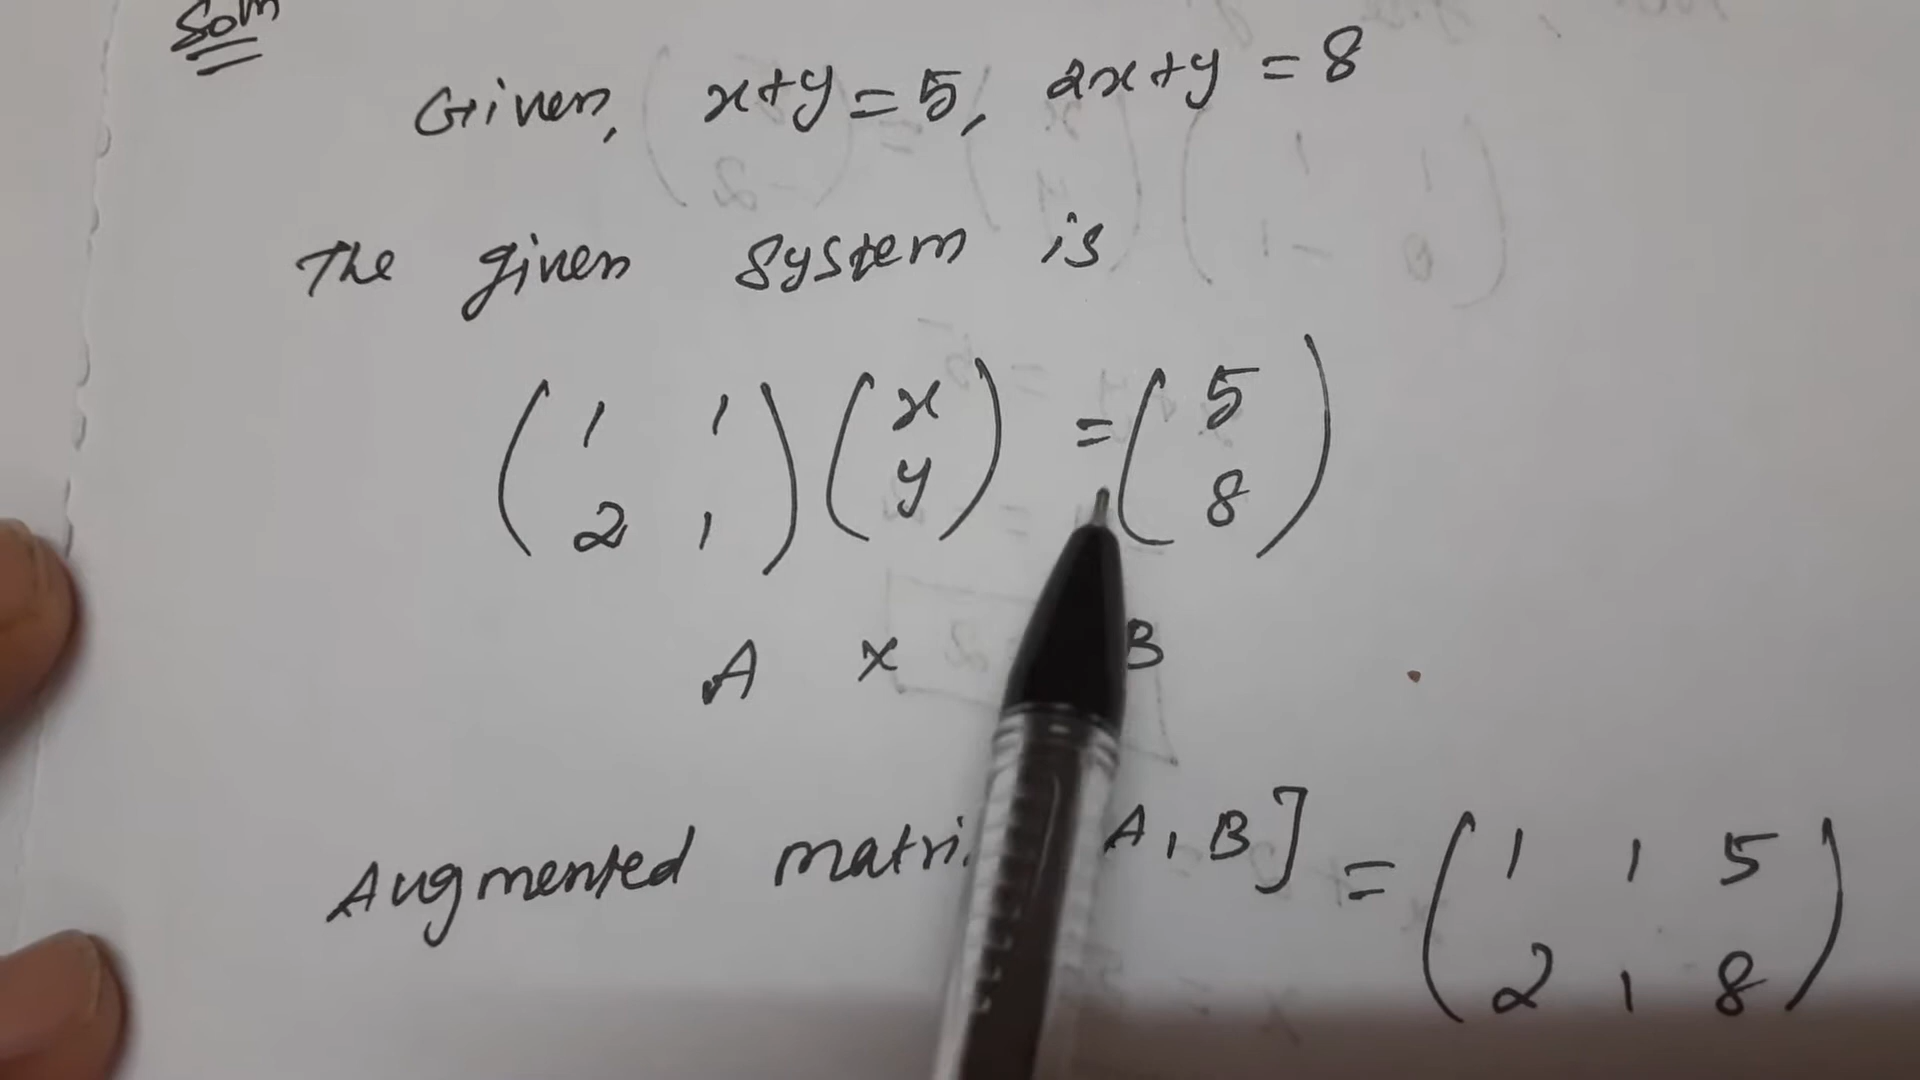 Soln
Given, x+y=5, 2x+y=8
The given system is
(1 1) (x) = (5)
(2 1) (y) (8)
A X B
Augmented matri A, B] = (1 1 5)
(2 1 8)